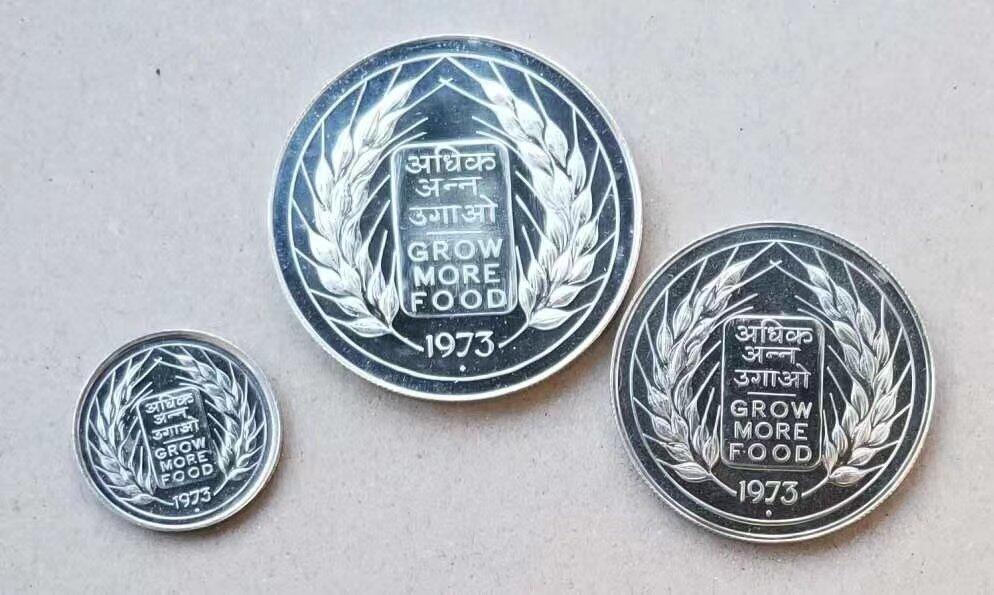 अधिक
अन्न
उगाओ
GROW
MORE
FOOD
1973
अधिक
अन्न
उगाओ
GROW
MORE
FOOD
1973
अधिक
अन्न
उगाओ
GROW
MORE
FOOD
1973